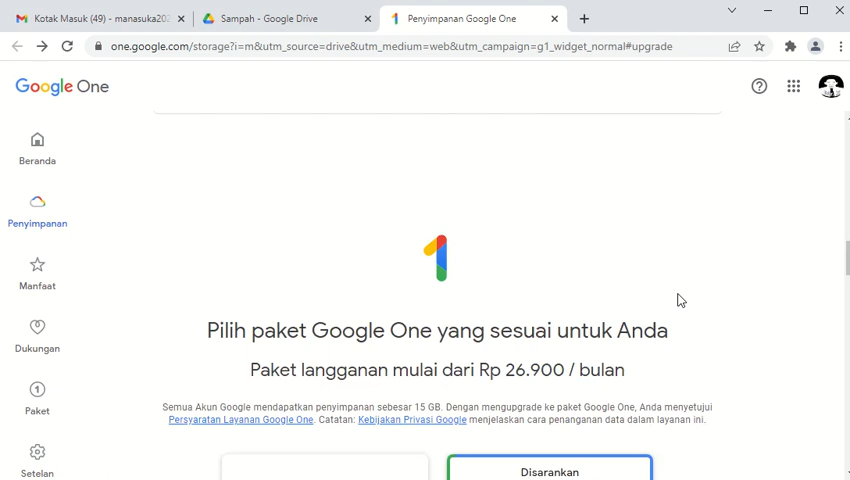 Kotak Masuk (49) - manasuka202
Sampah - Google Drive
Penyimpanan Google One
one.google.com/storage?i=m&utm_source=drive&utm_medium=web&utm_campaign=g1_widget_normal#upgrade
Google One
Beranda
Penyimpanan
Manfaat
Dukungan
Paket
Setelan
1
Pilih paket Google One yang sesuai untuk Anda
Paket langganan mulai dari Rp 26.900 / bulan
Semua Akun Google mendapatkan penyimpanan sebesar 15 GB. Dengan mengupgrade ke paket Google One, Anda menyetujui
Persyaratan Layanan Google One. Catatan: Kebijakan Privasi Google menjelaskan cara penanganan data dalam layanan ini.
Disarankan